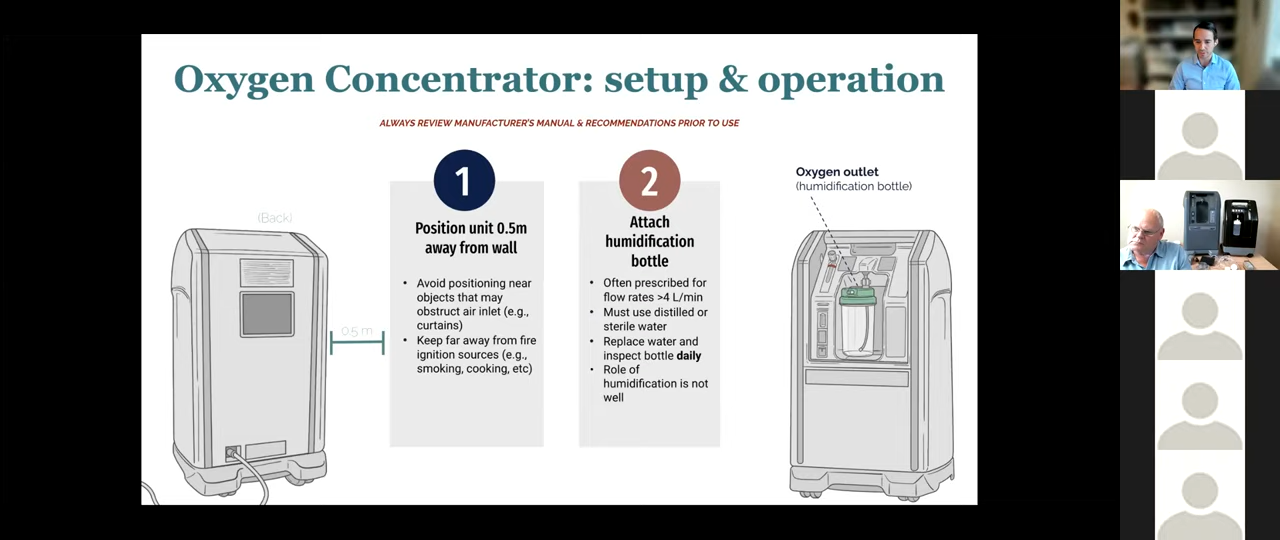 Oxygen Concentrator: setup & operation
ALWAYS REVIEW MANUFACTURER'S MANUAL & RECOMMENDATIONS PRIOR TO USE
(Back)
0.5 m
1
Position unit 0.5m
away from wall
• Avoid positioning near
objects that may
obstruct air inlet (e.g.,
curtains)
• Keep far away from fire
ignition sources (e.g.,
smoking, cooking, etc)
2
Attach
humidification
bottle
• Often prescribed for
flow rates >4 L/min
• Must use distilled or
sterile water
• Replace water and
inspect bottle daily
• Role of
humidification is not
well
Oxygen outlet
(humidification bottle)